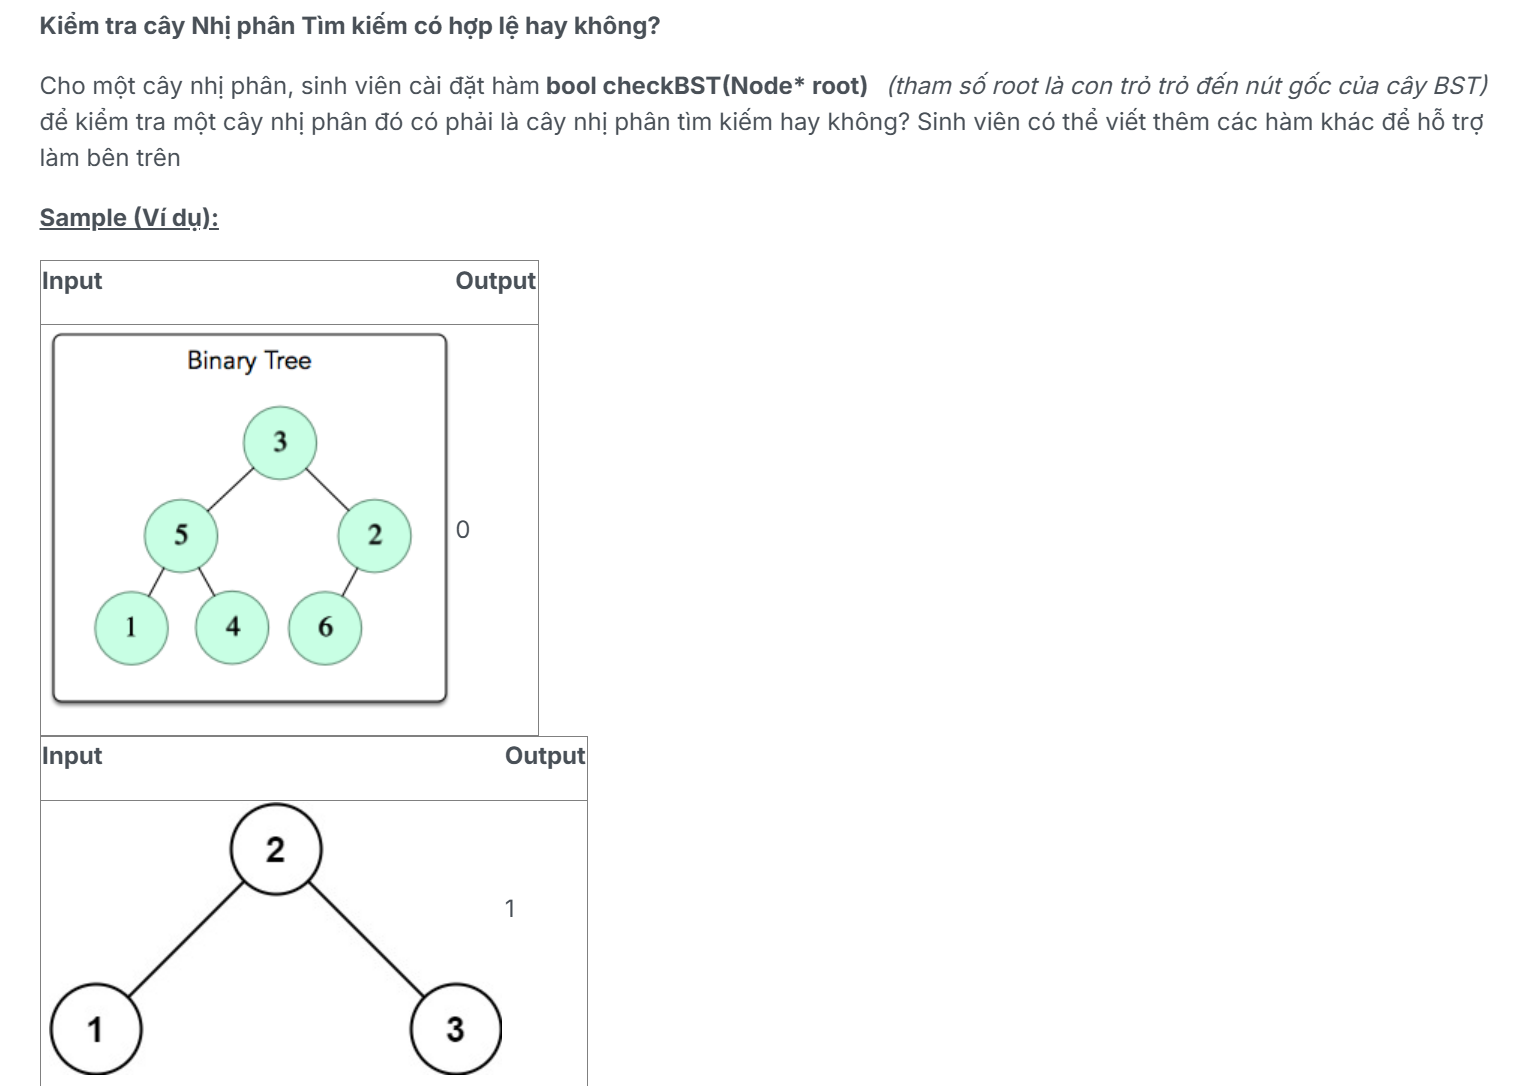 Kiểm tra cây Nhị phân Tìm kiếm có hợp lệ hay không?
Cho một cây nhị phân, sinh viên cài đặt hàm bool checkBST(Node* root) (tham số root là con trỏ trỏ đến nút gốc của cây BST)
để kiểm tra một cây nhị phân đó có phải là cây nhị phân tìm kiếm hay không? Sinh viên có thể viết thêm các hàm khác để hỗ trợ
làm bên trên
Sample (Ví dụ):
Input Output
Binary Tree
3
5 2
0
1 4 6
Input Output
2
1
1 3